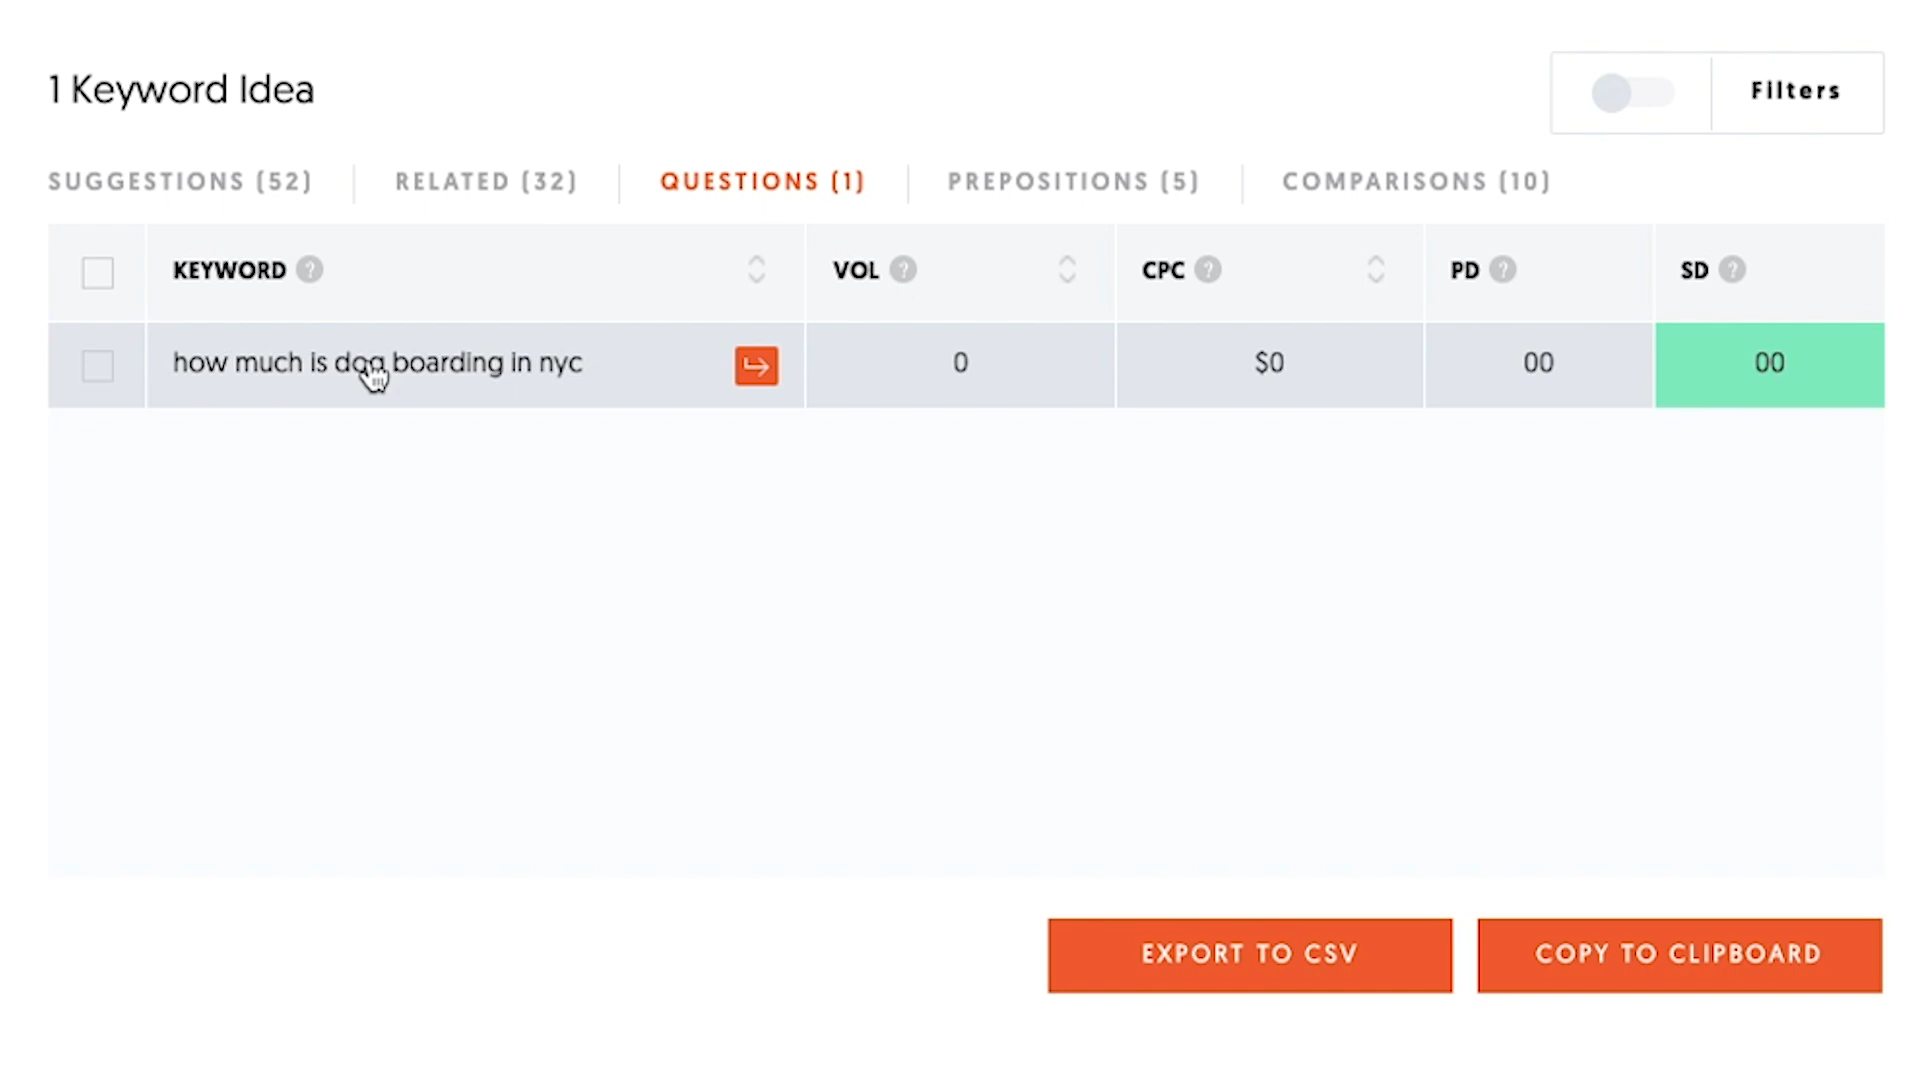 1 Keyword Idea
Filters
SUGGESTIONS (52) RELATED (32) QUESTIONS (1) PREPOSITIONS (5) COMPARISONS (10)
KEYWORD ? VOL ? CPC ? PD ? SD ?
how much is dog boarding in nyc 0 $0 00 00
EXPORT TO CSV COPY TO CLIPBOARD